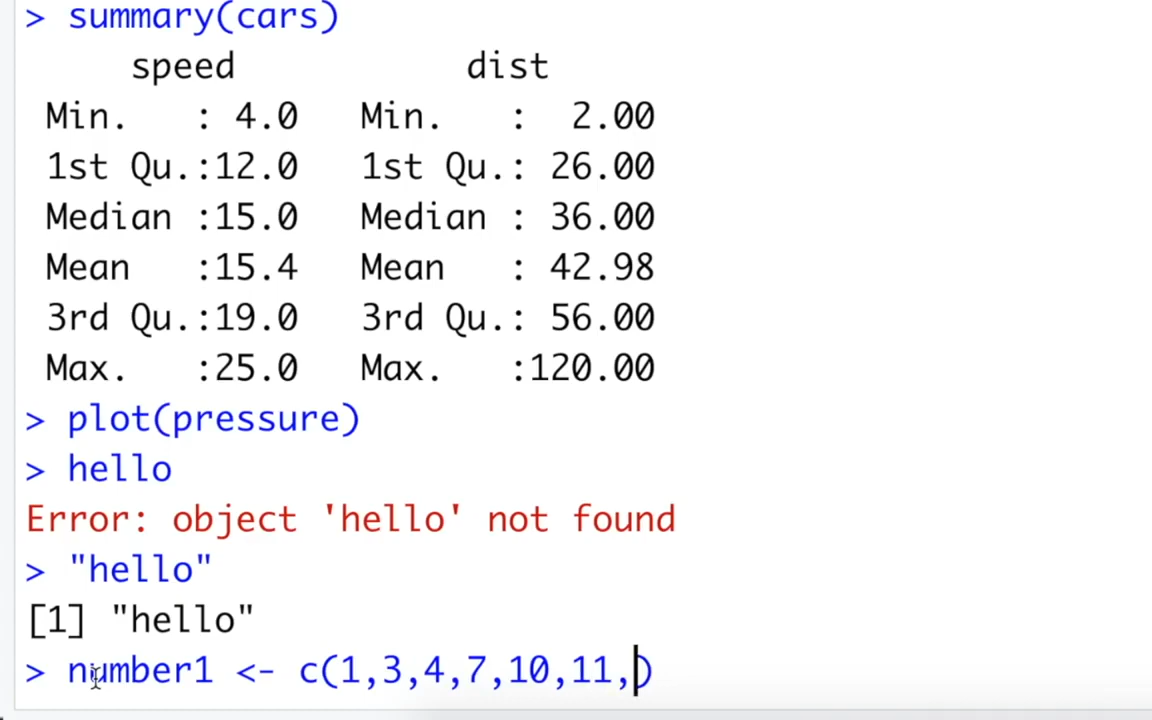 > summary(cars)
     speed           dist
 Min.   : 4.0   Min.   :  2.00
 1st Qu.:12.0   1st Qu.: 26.00
 Median :15.0   Median : 36.00
 Mean   :15.4   Mean   : 42.98
 3rd Qu.:19.0   3rd Qu.: 56.00
 Max.   :25.0   Max.   :120.00
> plot(pressure)
> hello
Error: object 'hello' not found
> "hello"
[1] "hello"
> number1 <- c(1,3,4,7,10,11,)